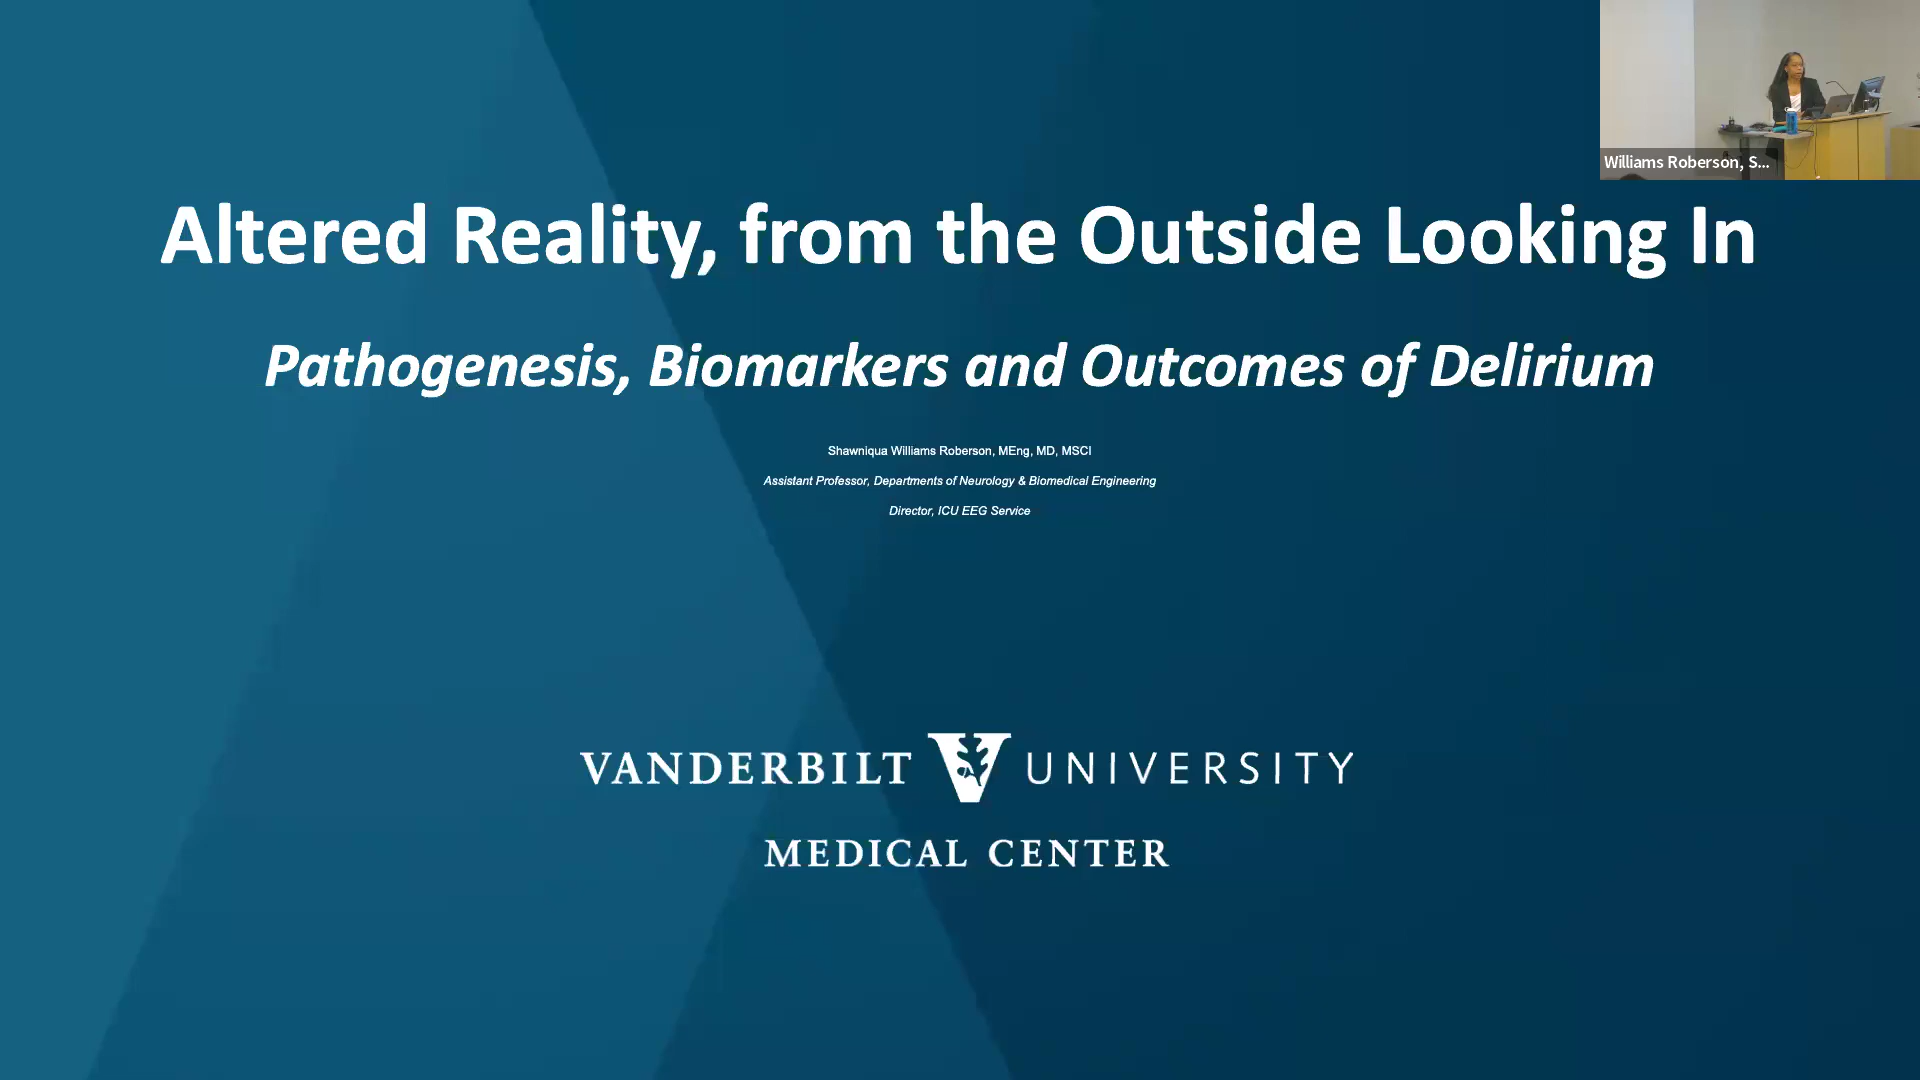 Williams Roberson, S...
Altered Reality, from the Outside Looking In
Pathogenesis, Biomarkers and Outcomes of Delirium
Shawniqua Williams Roberson, MEng, MD, MSCI
Assistant Professor, Departments of Neurology & Biomedical Engineering
Director, ICU EEG Service
VANDERBILT V UNIVERSITY
MEDICAL CENTER